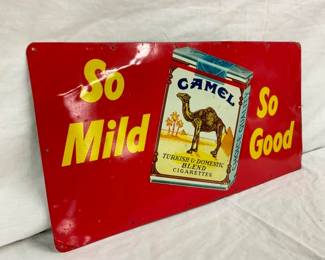 So
Mild
CAMEL
TURKISH & DOMESTIC
BLEND
CIGARETTES
So
Good